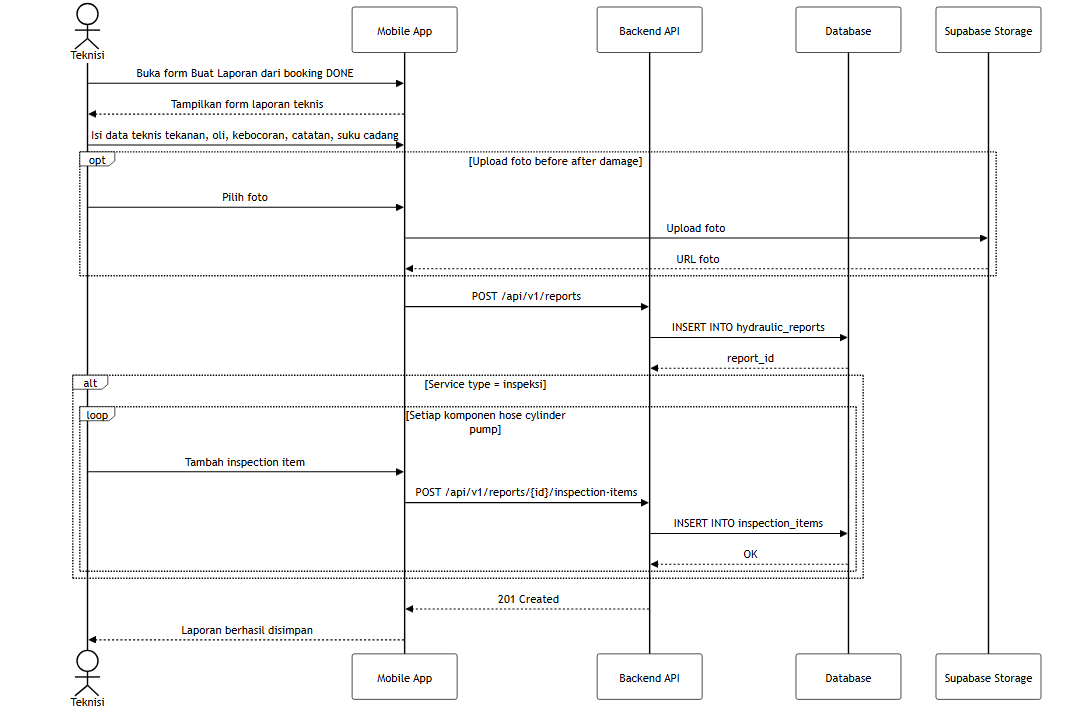 Teknisi
Mobile App
Backend API
Database
Supabase Storage
Buka form Buat Laporan dari booking DONE
Tampilkan form laporan teknis
Isi data teknis tekanan, oli, kebocoran, catatan, suku cadang
opt
[Upload foto before after damage]
Pilih foto
Upload foto
URL foto
POST /api/v1/reports
INSERT INTO hydraulic_reports
report_id
alt
[Service type = inspeksi]
loop
[Setiap komponen hose cylinder
pump]
Tambah inspection item
POST /api/v1/reports/{id}/inspection-items
INSERT INTO inspection_items
OK
201 Created
Laporan berhasil disimpan
Teknisi
Mobile App
Backend API
Database
Supabase Storage